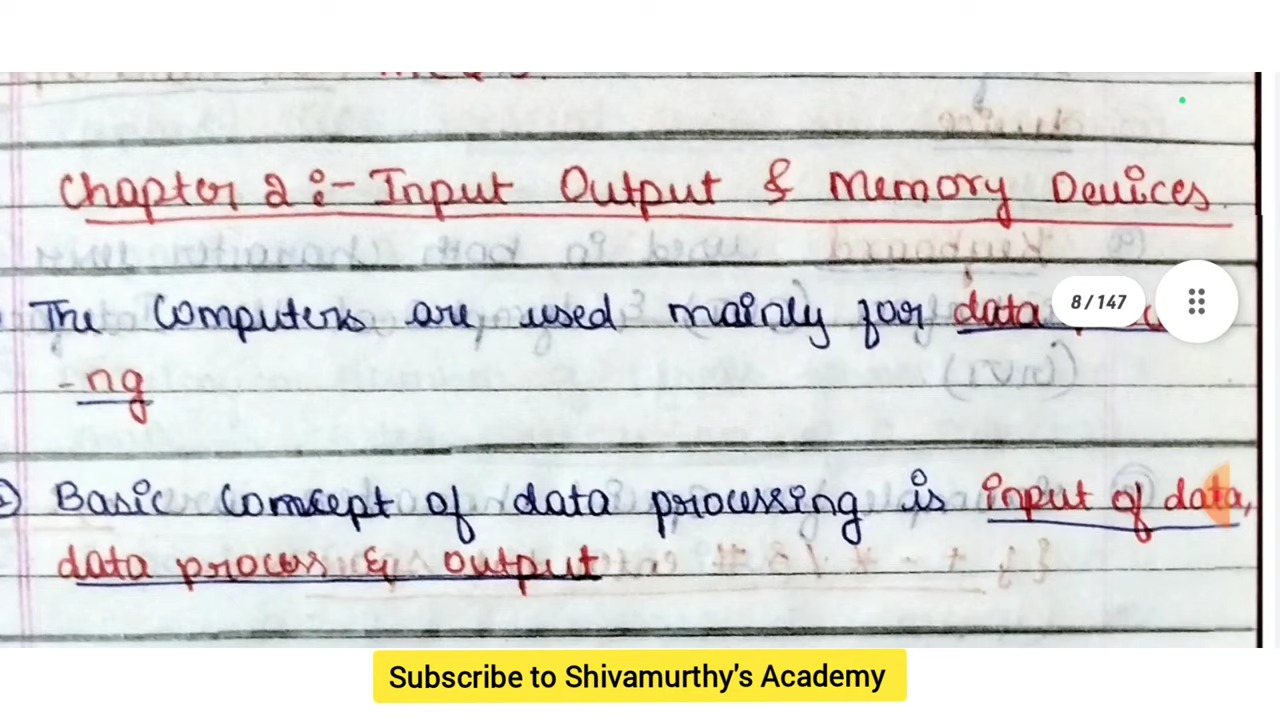 Chapter 2 :- Input Output & Memory Devices.
The Computers are used mainly for data
-ng
8 / 147
Basic Concept of data processing is input of data,
data process & output
Subscribe to Shivamurthy's Academy